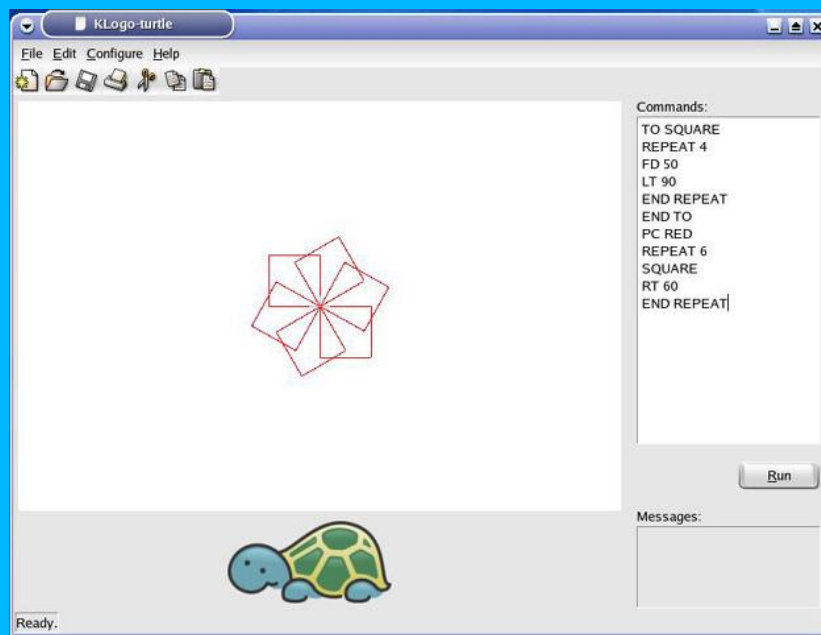 KLogo-turtle
File Edit Configure Help
Commands:
TO SQUARE
REPEAT 4
FD 50
LT 90
END REPEAT
END TO
PC RED
REPEAT 6
SQUARE
RT 60
END REPEAT
Run
Messages:
Ready.